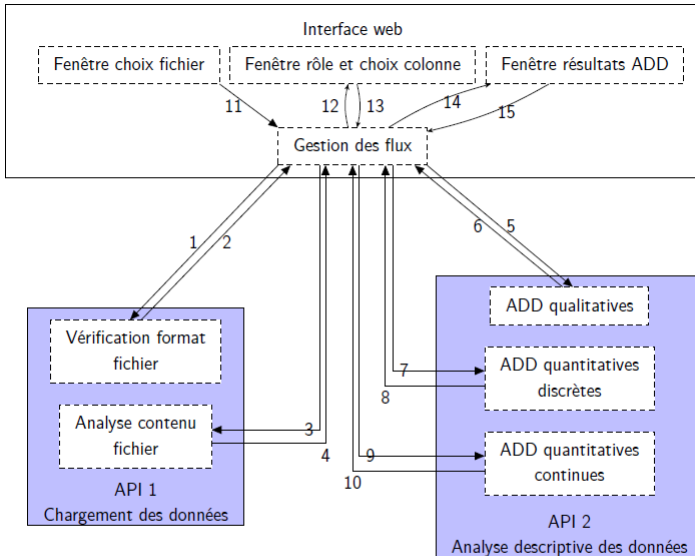 Interface web
Fenêtre choix fichier
Fenêtre rôle et choix colonne
Fenêtre résultats ADD
11
12
13
14
15
Gestion des flux
1
2
6
5
Vérification format
fichier
ADD qualitatives
7
8
ADD quantitatives
discrètes
Analyse contenu
fichier
3
4
9
10
ADD quantitatives
continues
API 1
Chargement des données
API 2
Analyse descriptive des données